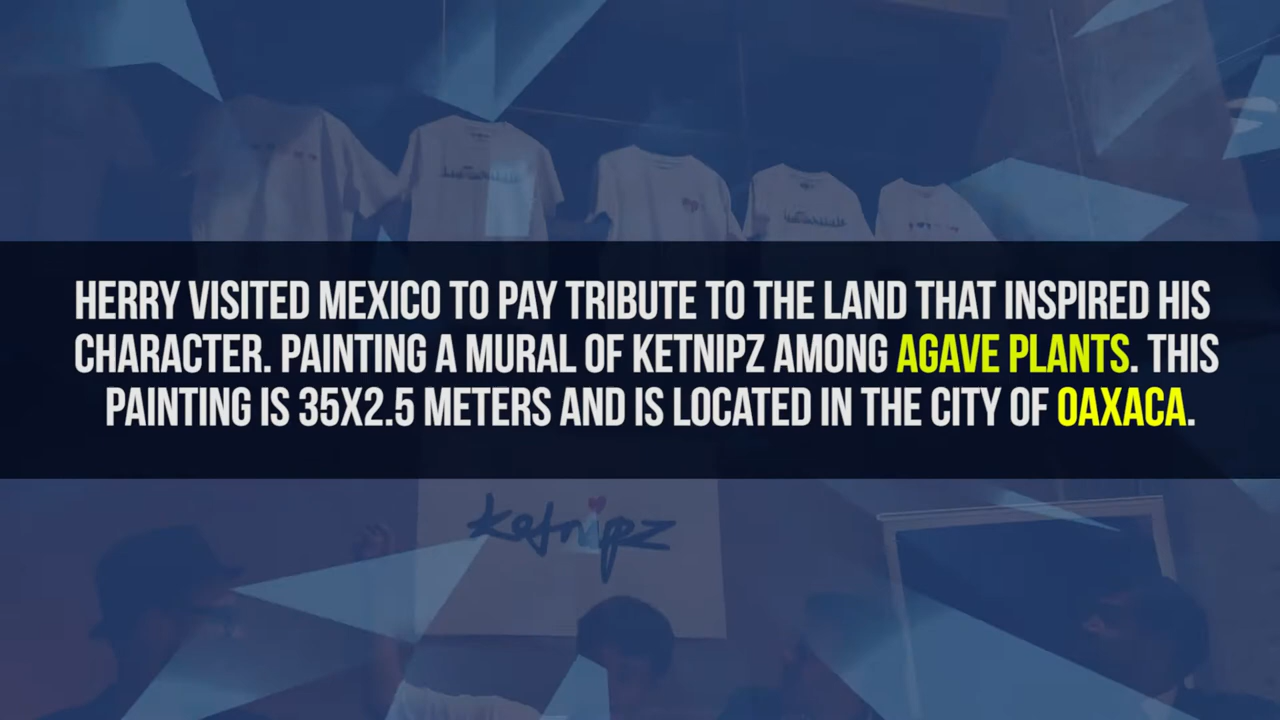 HERRY VISITED MEXICO TO PAY TRIBUTE TO THE LAND THAT INSPIRED HIS
CHARACTER. PAINTING A MURAL OF KETNIPZ AMONG AGAVE PLANTS. THIS
PAINTING IS 35X2.5 METERS AND IS LOCATED IN THE CITY OF OAXACA.
ketnipz